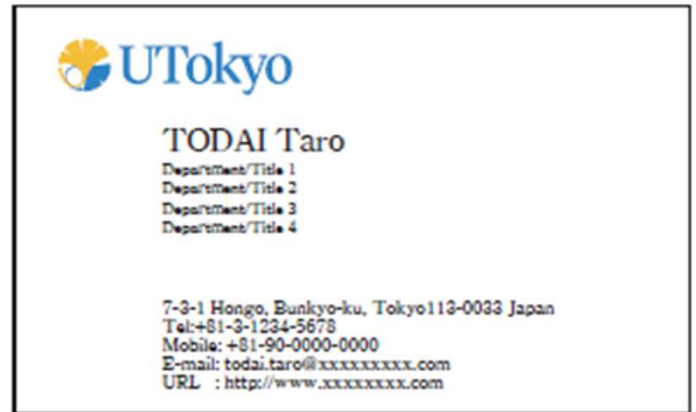 UTokyo
TODAI Taro
Department/Title 1
Department/Title 2
Department/Title 3
Department/Title 4
7-3-1 Hongo, Bunkyo-ku, Tokyo113-0033 Japan
Tel:+81-3-1234-5678
Mobile: +81-90-0000-0000
E-mail: todai.taro@xxxxxxxxx.com
URL : http://www.xxxxxxxx.com